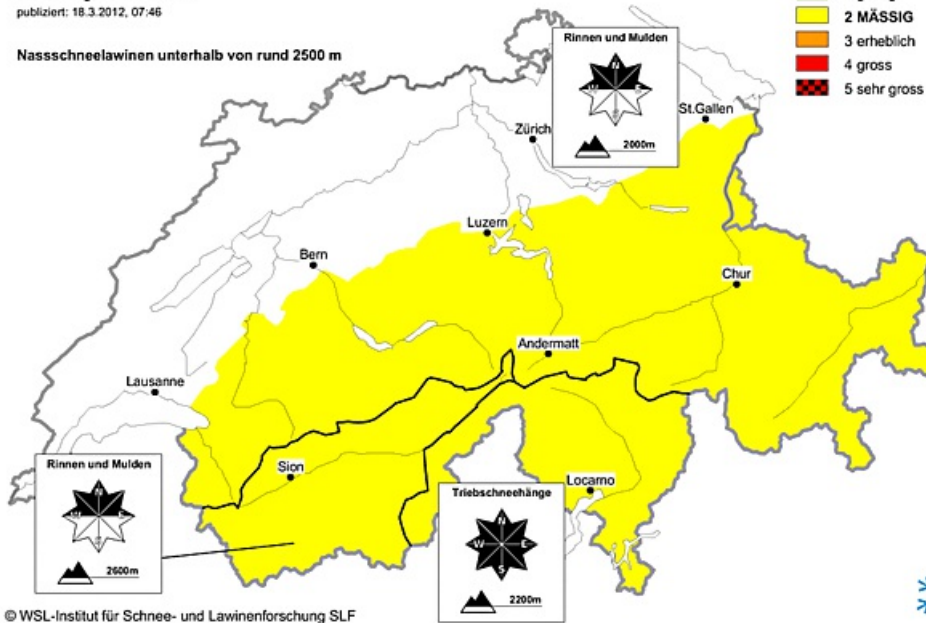 publiziert: 18.3.2012, 07:46
Nassschneelawinen unterhalb von rund 2500 m
2 MÄSSIG
3 erheblich
4 gross
5 sehr gross
Rinnen und Mulden
N
W E
S
2000m
St.Gallen
Zürich
Luzern
Bern
Chur
Andermatt
Lausanne
Sion
Locarno
Rinnen und Mulden
N
W E
S
2600m
Triebschneehänge
N
W E
S
2200m
© WSL-Institut für Schnee- und Lawinenforschung SLF